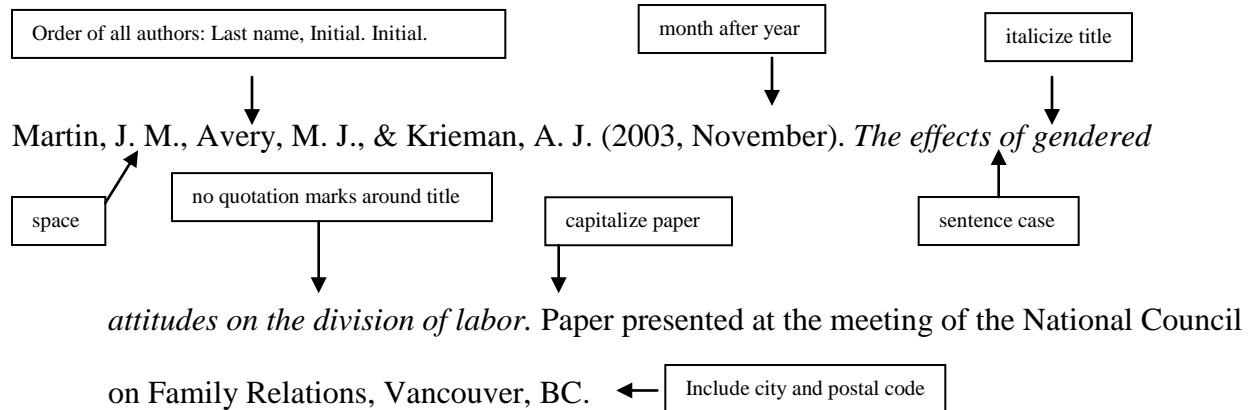 Order of all authors: Last name, Initial. Initial.
month after year
italicize title
Martin, J. M., Avery, M. J., & Krieman, A. J. (2003, November). The effects of gendered
space
no quotation marks around title
capitalize paper
sentence case
attitudes on the division of labor. Paper presented at the meeting of the National Council
on Family Relations, Vancouver, BC.
Include city and postal code